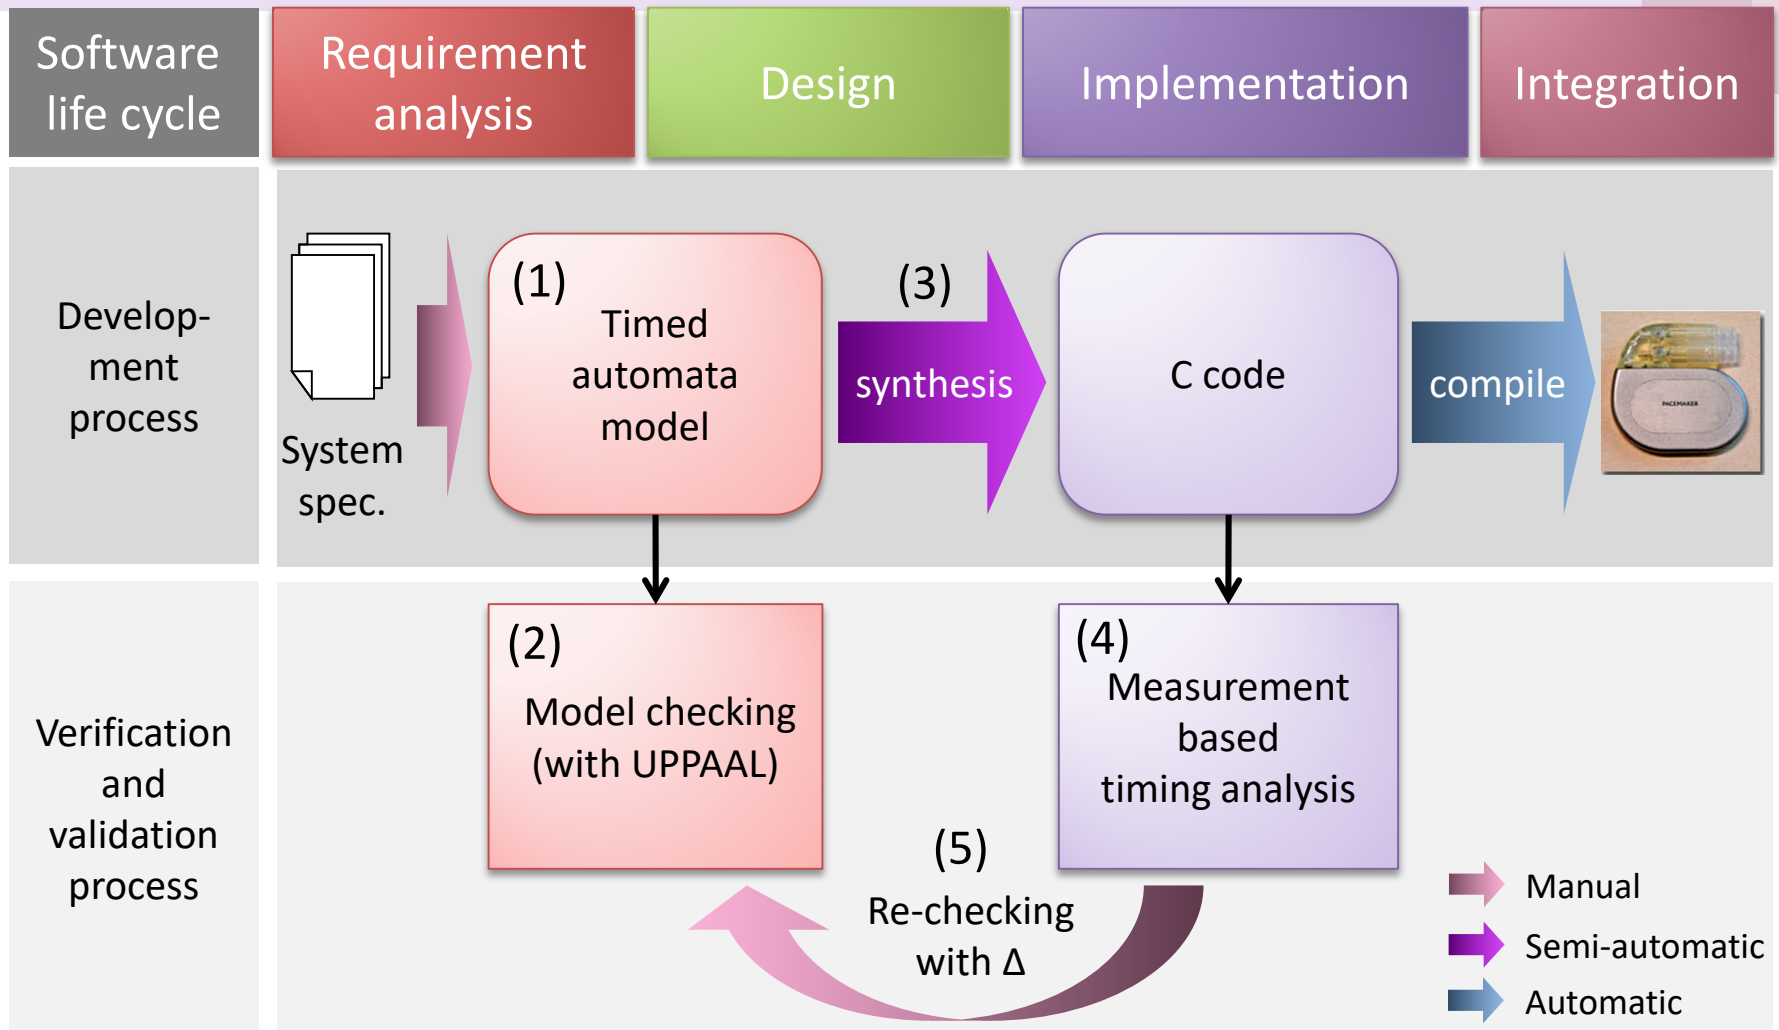 Software
life cycle
Requirement
analysis
Design
Implementation
Integration
Develop-
ment
process
System
spec.
(1)
Timed
automata
model
(3)
synthesis
C code
compile
PACEMAKER
Verification
and
validation
process
(2)
Model checking
(with UPPAAL)
(4)
Measurement
based
timing analysis
(5)
Re-checking
with Δ
Manual
Semi-automatic
Automatic